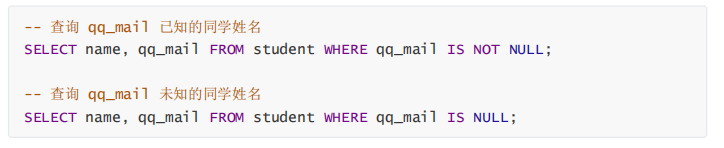 -- 查询 qq_mail 已知的同学姓名
SELECT name, qq_mail FROM student WHERE qq_mail IS NOT NULL;
-- 查询 qq_mail 未知的同学姓名
SELECT name, qq_mail FROM student WHERE qq_mail IS NULL;